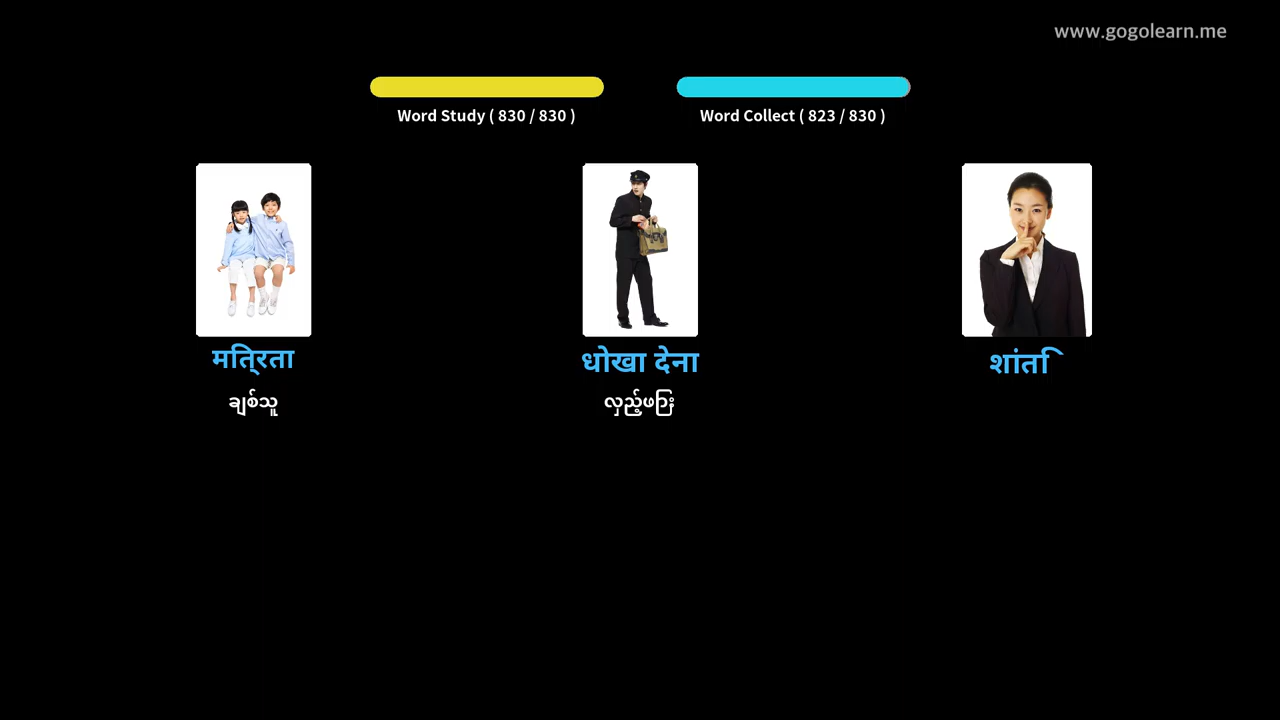 www.gogolearn.me
Word Study ( 830 / 830 )
Word Collect ( 823 / 830 )
मित्रता
धोखा देना
शांति
ချစ်သူ
လှည့်ဖြား